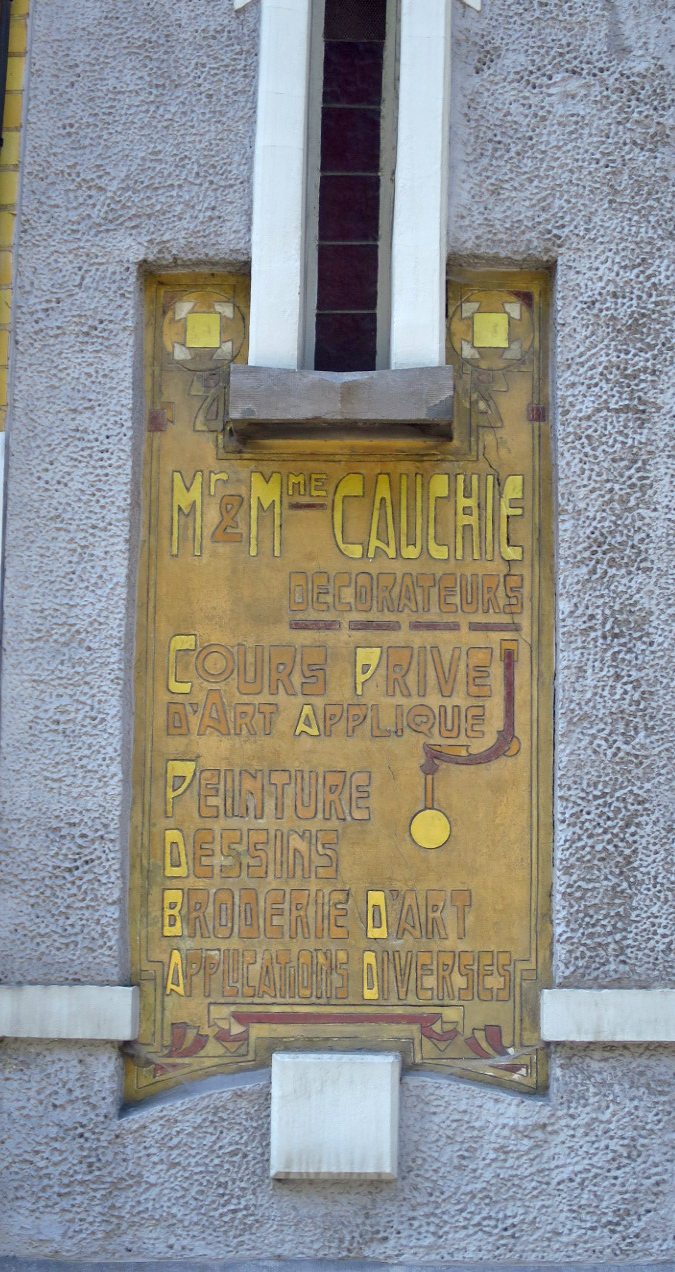 Mr & MME CAUCHIE
DECORATEURS
COURS PRIVE
D'ART APPLIQUE
PEINTURE
DESSINS
BRODERIE D'ART
APPLICATIONS DIVERSES